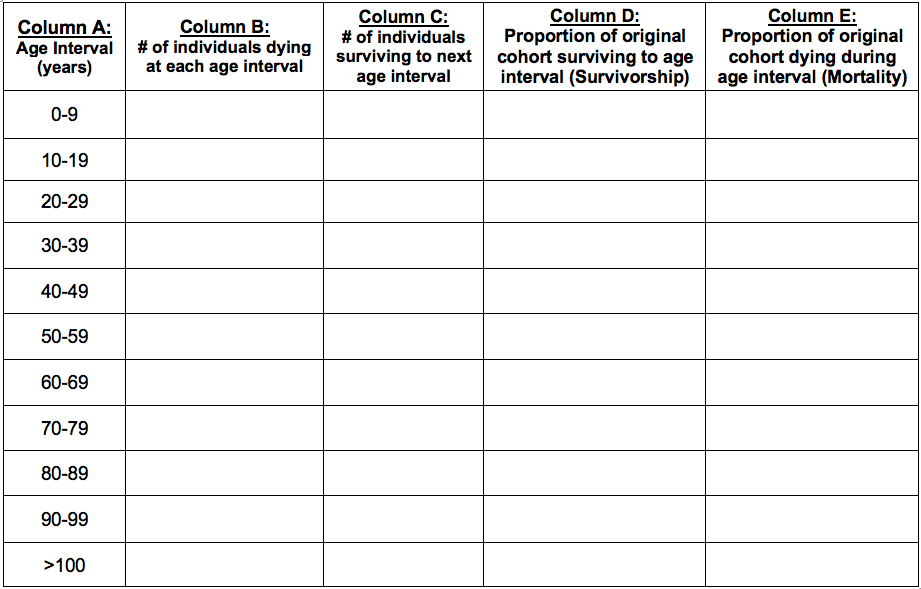 Column A:
Age Interval
(years)
Column B:
# of individuals dying
at each age interval
Column C:
# of individuals
surviving to next
age interval
Column D:
Proportion of original
cohort surviving to age
interval (Survivorship)
Column E:
Proportion of original
cohort dying during
age interval (Mortality)
0-9
10-19
20-29
30-39
40-49
50-59
60-69
70-79
80-89
90-99
>100